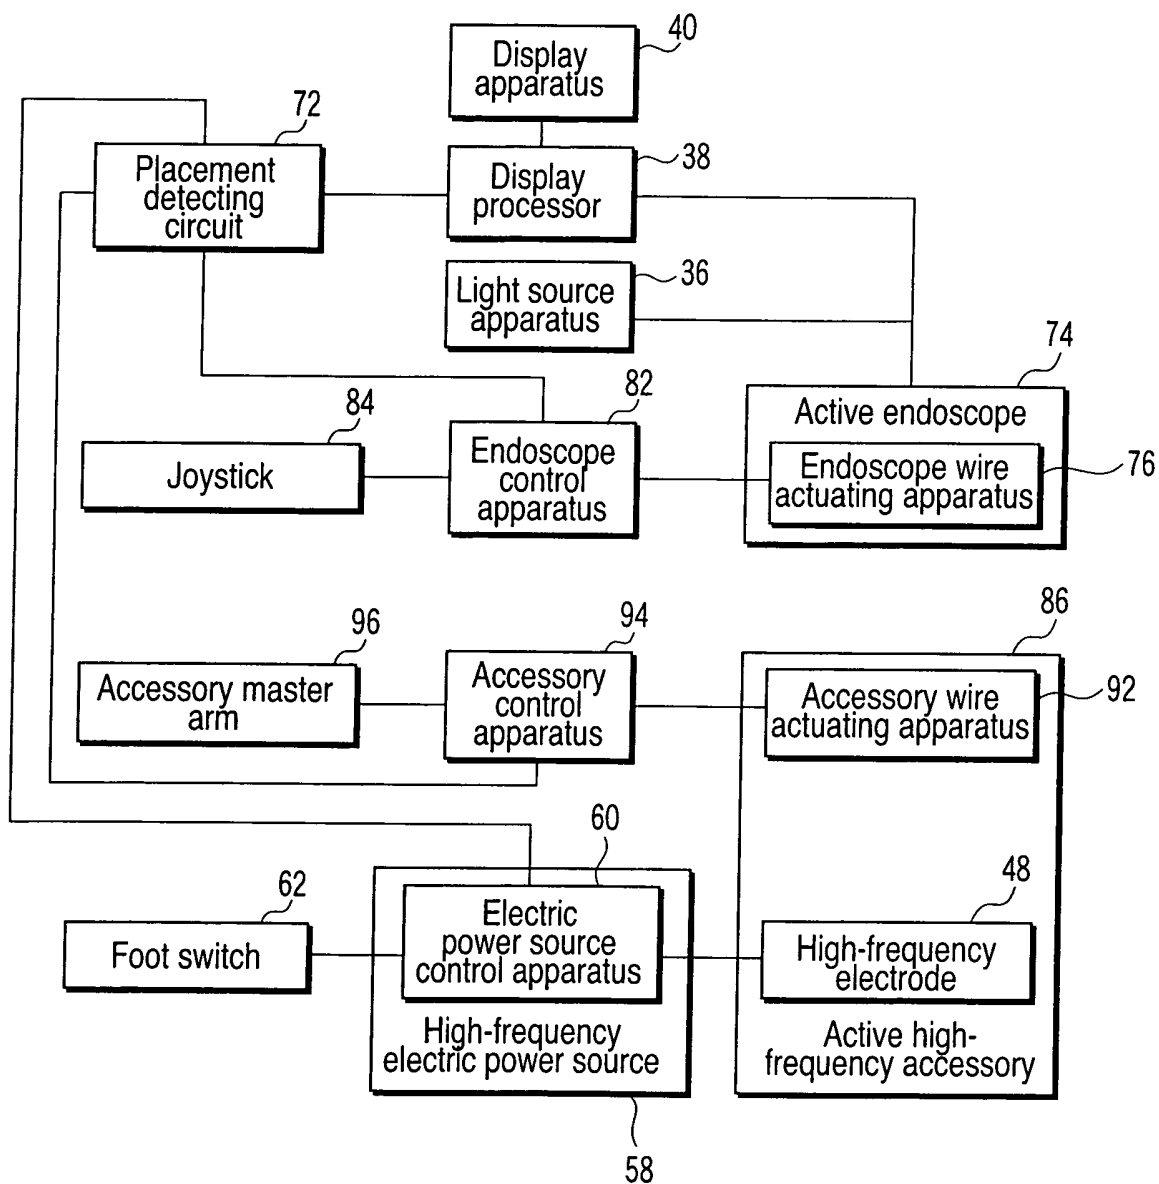 40
Display
apparatus
72
Placement
detecting
circuit
38
Display
processor
36
Light source
apparatus
74
Active endoscope
84
Joystick
82
Endoscope
control
apparatus
Endoscope wire
actuating apparatus
76
96
Accessory master
arm
94
Accessory
control
apparatus
86
Accessory wire
actuating apparatus
92
62
Foot switch
60
Electric
power source
control apparatus
High-frequency
electric power source
58
48
High-frequency
electrode
Active high-
frequency accessory